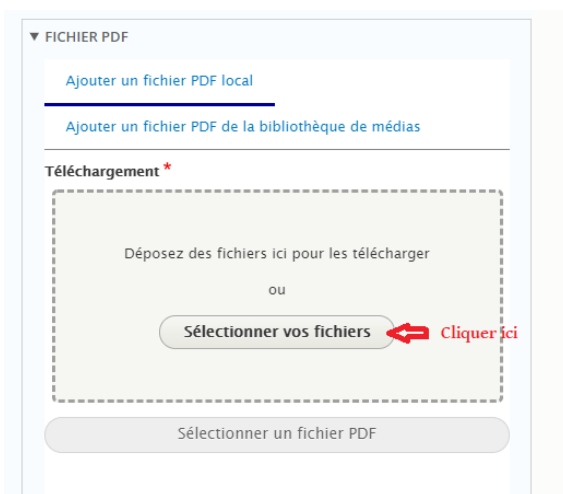 ▼ FICHIER PDF
Ajouter un fichier PDF local
Ajouter un fichier PDF de la bibliothèque de médias
Téléchargement *
Déposez des fichiers ici pour les télécharger
ou
Sélectionner vos fichiers
Cliquer ici
Sélectionner un fichier PDF